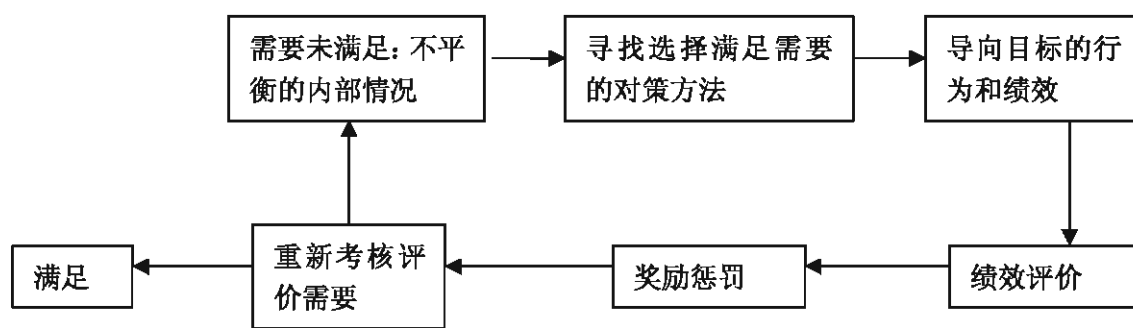 需要未满足：不平
衡的内部情况
寻找选择满足需要
的对策方法
导向目标的行
为和绩效
满足
重新考核评
价需要
奖励惩罚
绩效评价